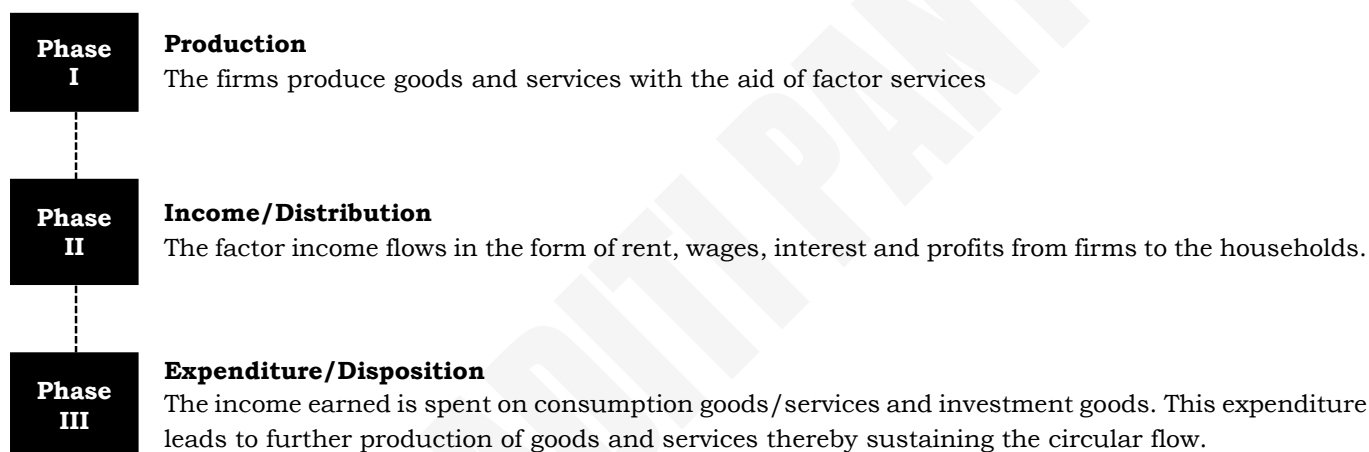 Phase
I
Production
The firms produce goods and services with the aid of factor services
Phase
II
Income/Distribution
The factor income flows in the form of rent, wages, interest and profits from firms to the households.
Phase
III
Expenditure/Disposition
The income earned is spent on consumption goods/services and investment goods. This expenditure
leads to further production of goods and services thereby sustaining the circular flow.